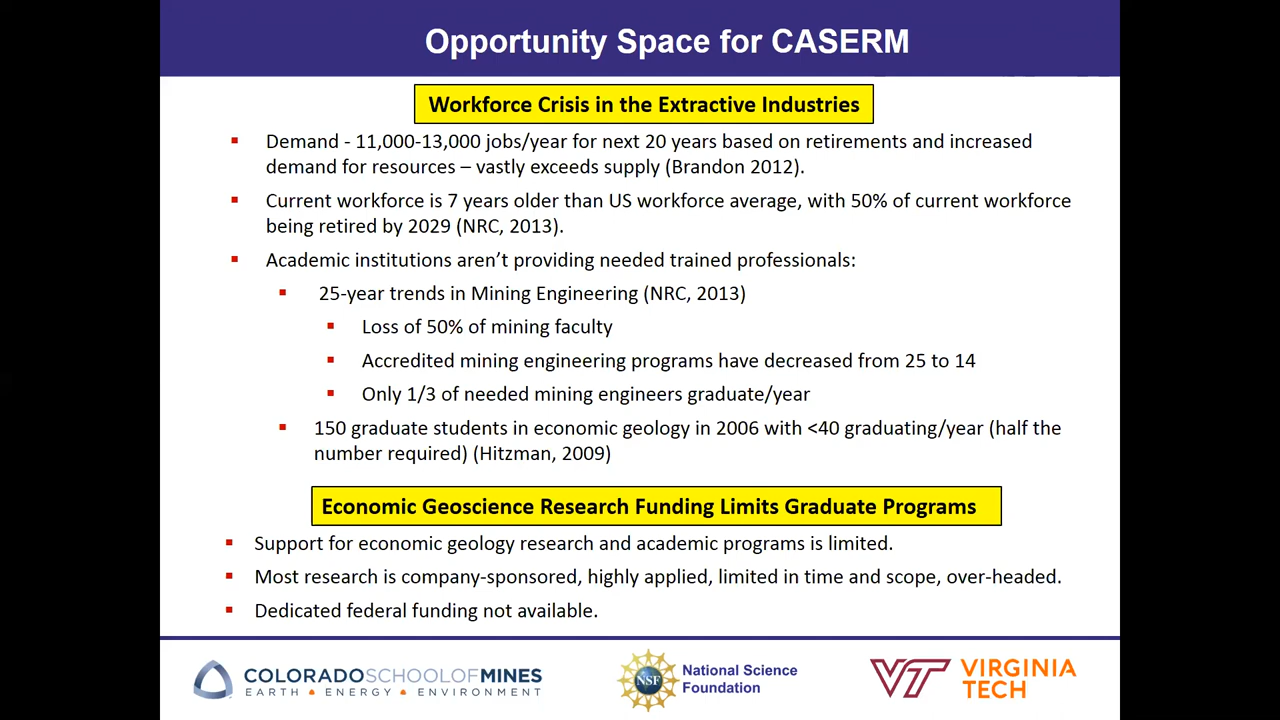 Opportunity Space for CASERM
Workforce Crisis in the Extractive Industries
▪ Demand - 11,000-13,000 jobs/year for next 20 years based on retirements and increased
demand for resources – vastly exceeds supply (Brandon 2012).
▪ Current workforce is 7 years older than US workforce average, with 50% of current workforce
being retired by 2029 (NRC, 2013).
▪ Academic institutions aren’t providing needed trained professionals:
▪ 25-year trends in Mining Engineering (NRC, 2013)
▪ Loss of 50% of mining faculty
▪ Accredited mining engineering programs have decreased from 25 to 14
▪ Only 1/3 of needed mining engineers graduate/year
▪ 150 graduate students in economic geology in 2006 with <40 graduating/year (half the
number required) (Hitzman, 2009)
Economic Geoscience Research Funding Limits Graduate Programs
▪ Support for economic geology research and academic programs is limited.
▪ Most research is company-sponsored, highly applied, limited in time and scope, over-headed.
▪ Dedicated federal funding not available.
COLORADOSCHOOLOFMINES
EARTH • ENERGY • ENVIRONMENT
NSF
National Science
Foundation
VT
VIRGINIA
TECH